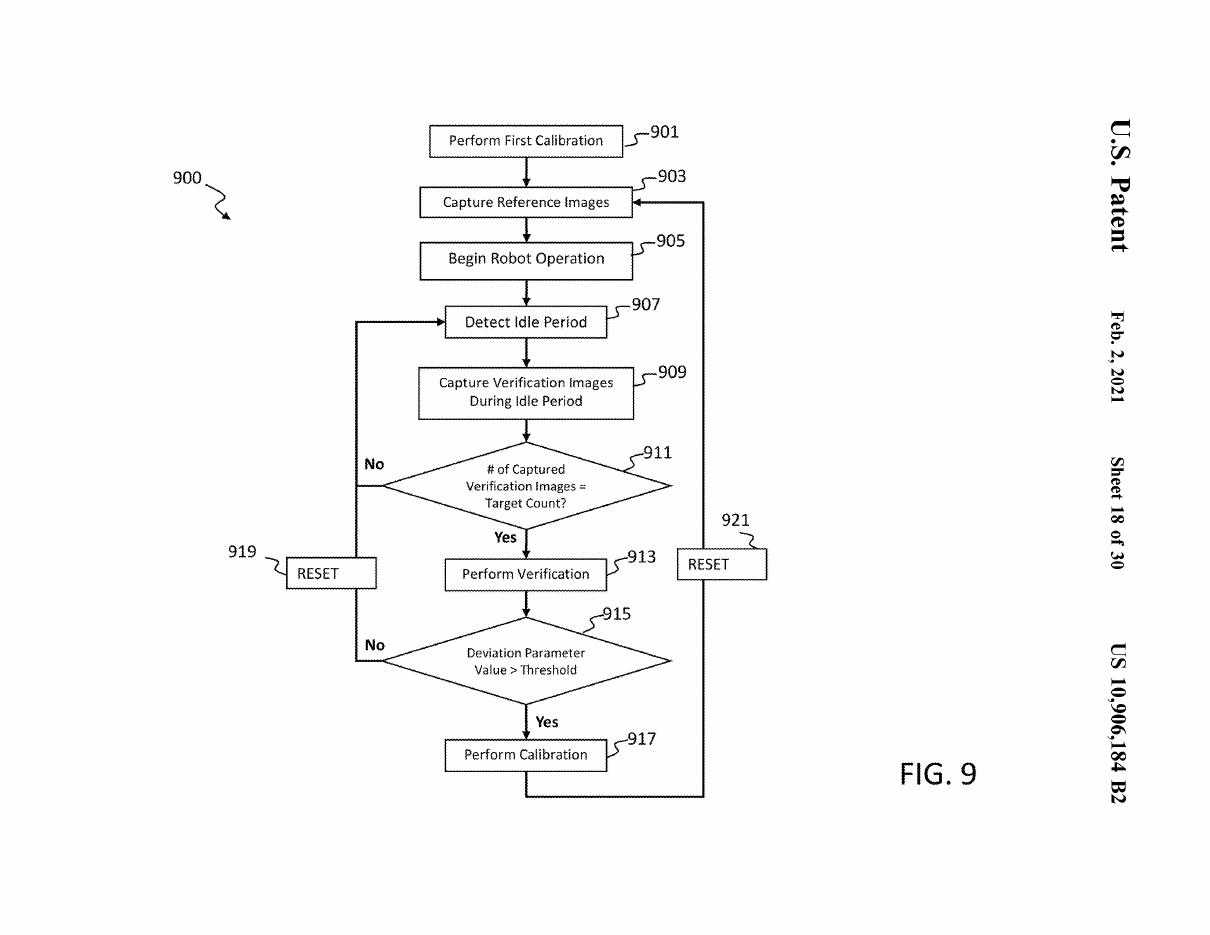 U.S. Patent Feb. 2, 2021 Sheet 18 of 30 US 10,906,184 B2
900
Perform First Calibration
901
Capture Reference Images
903
Begin Robot Operation
905
Detect Idle Period
907
Capture Verification Images
During Idle Period
909
# of Captured
Verification Images =
Target Count?
911
No
Yes
Perform Verification
913
919
RESET
921
RESET
Deviation Parameter
Value > Threshold
915
No
Yes
Perform Calibration
917
FIG. 9